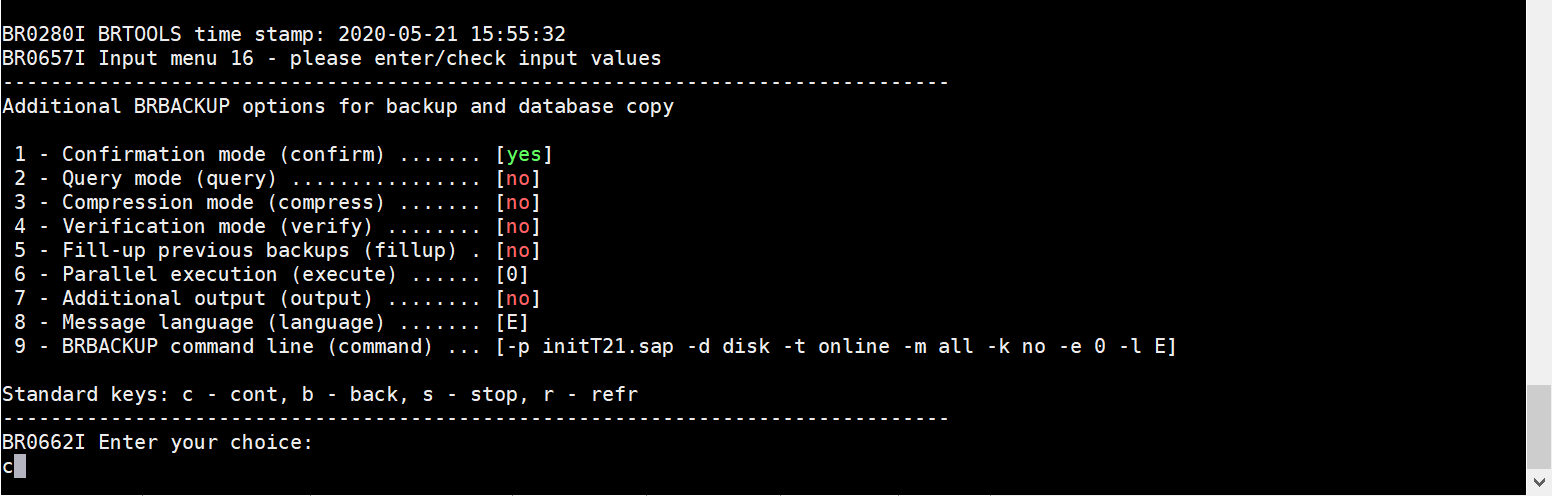 BR0280I BRTOOLS time stamp: 2020-05-21 15:55:32
BR0657I Input menu 16 - please enter/check input values
-------------------------------------------------------------------------------
Additional BRBACKUP options for backup and database copy
1 - Confirmation mode (confirm) ....... [yes]
2 - Query mode (query) ................ [no]
3 - Compression mode (compress) ....... [no]
4 - Verification mode (verify) ........ [no]
5 - Fill-up previous backups (fillup) . [no]
6 - Parallel execution (execute) ...... [0]
7 - Additional output (output) ........ [no]
8 - Message language (language) ....... [E]
9 - BRBACKUP command line (command) ... [-p initT21.sap -d disk -t online -m all -k no -e 0 -l E]
Standard keys: c - cont, b - back, s - stop, r - refr
-------------------------------------------------------------------------------
BR0662I Enter your choice:
c